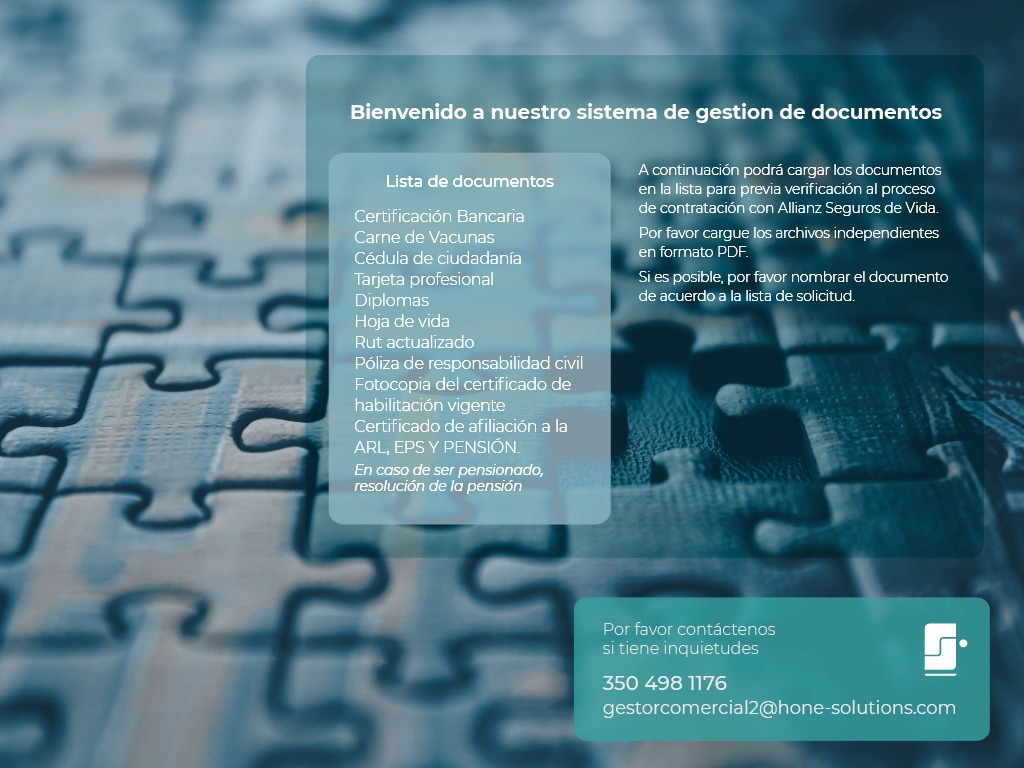 Bienvenido a nuestro sistema de gestion de documentos
Lista de documentos
Certificación Bancaria
Carne de Vacunas
Cédula de ciudadanía
Tarjeta profesional
Diplomas
Hoja de vida
Rut actualizado
Póliza de responsabilidad civil
Fotocopia del certificado de
habilitación vigente
Certificado de afiliación a la
ARL, EPS Y PENSIÓN.
En caso de ser pensionado,
resolución de la pensión
A continuación podrá cargar los documentos
en la lista para previa verificación al proceso
de contratación con Allianz Seguros de Vida.
Por favor cargue los archivos independientes
en formato PDF.
Si es posible, por favor nombrar el documento
de acuerdo a la lista de solicitud.
Por favor contáctenos
si tiene inquietudes
350 498 1176
gestorcomercial2@hone-solutions.com